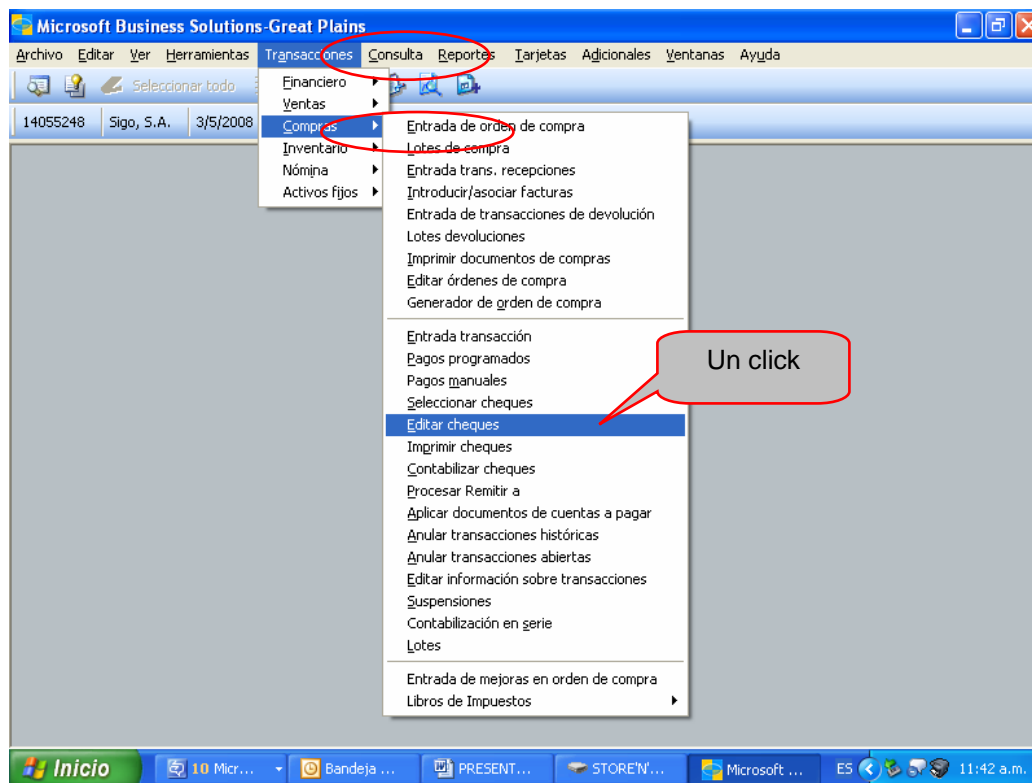 Microsoft Business Solutions-Great Plains
Archivo Editar Ver Herramientas Transacciones Consulta Reportes Tarjetas Adicionales Ventanas Ayuda
Seleccionar todo
14055248 Sigo, S.A. 3/5/2008
Financiero
Ventas
Compras
Inventario
Nómina
Activos fijos
Entrada de orden de compra
Lotes de compra
Entrada trans. recepciones
Introducir/asociar facturas
Entrada de transacciones de devolución
Lotes devoluciones
Imprimir documentos de compras
Editar órdenes de compra
Generador de orden de compra
Entrada transacción
Pagos programados
Pagos manuales
Seleccionar cheques
Editar cheques
Imprimir cheques
Contabilizar cheques
Procesar Remitir a
Aplicar documentos de cuentas a pagar
Anular transacciones históricas
Anular transacciones abiertas
Editar información sobre transacciones
Suspensiones
Contabilización en serie
Lotes
Entrada de mejoras en orden de compra
Libros de Impuestos
Un click
Inicio 10 Micr... Bandeja ... PRESENT... STORE'N'... Microsoft ... ES 11:42 a.m.